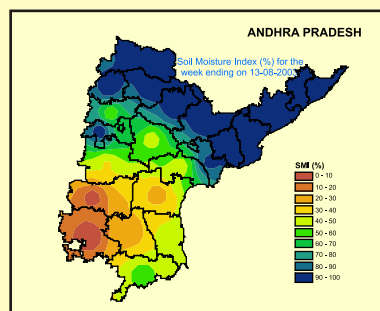 ANDHRA PRADESH
Soil Moisture Index (%) for the
week ending on 13-08-2003
SMI (%)
0 - 10
10 - 20
20 - 30
30 - 40
40 - 50
50 - 60
60 - 70
70 - 80
80 - 90
90 - 100